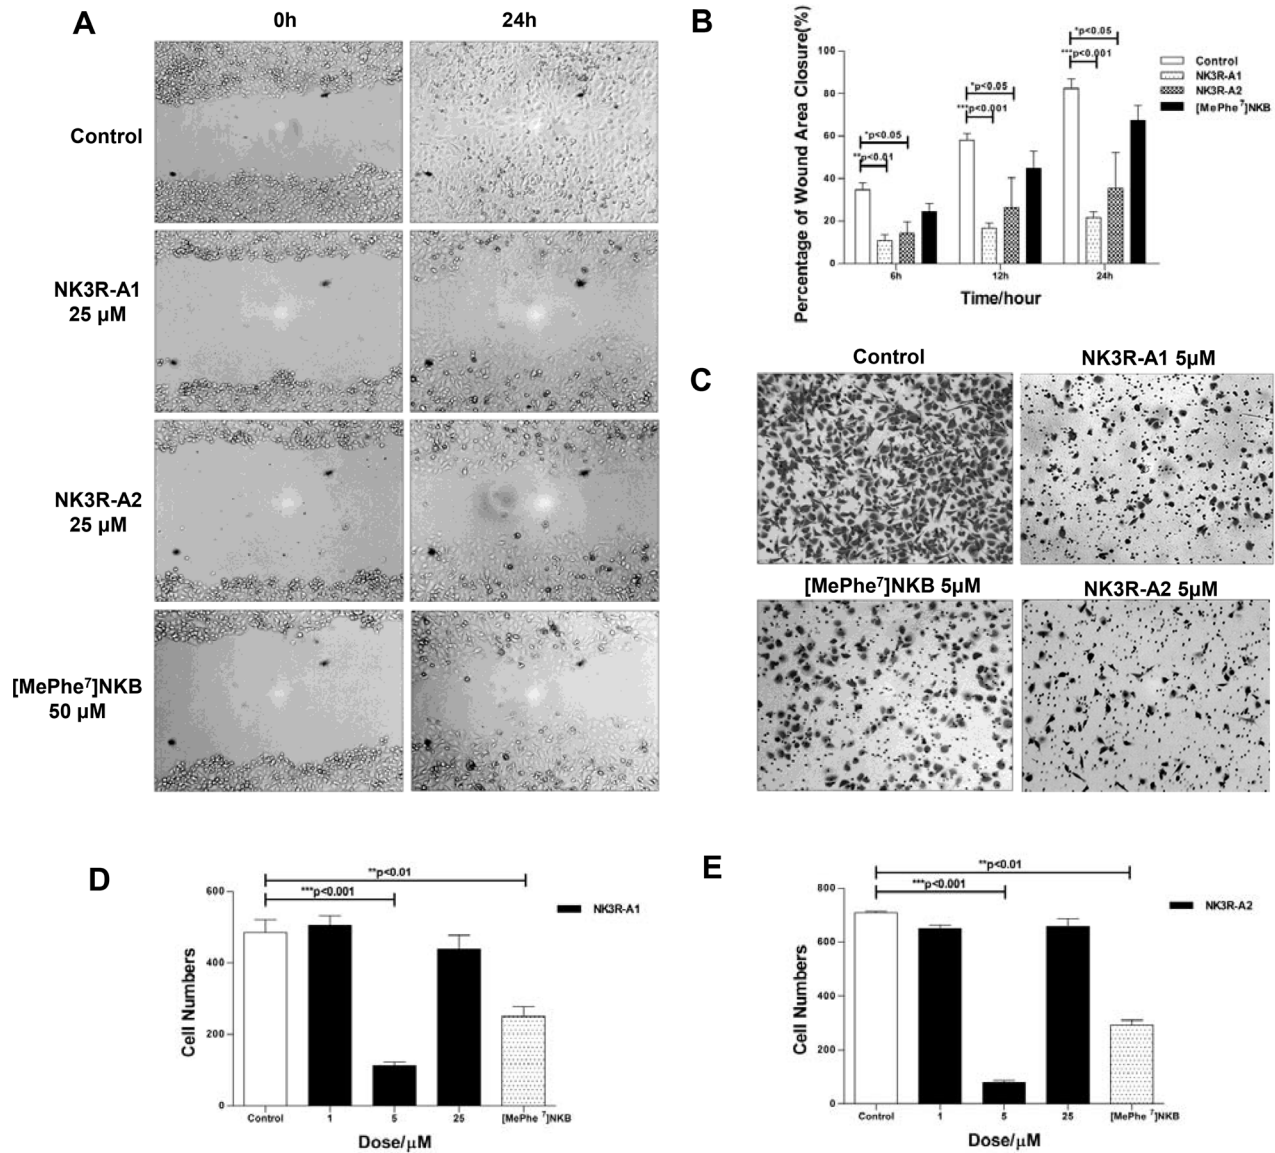 A
0h
24h
Control
NK3R-A1
25 µM
NK3R-A2
25 µM
[MePhe⁷]NKB
50 µM
B
Percentage of Wound Area Closure(%)
100
80
60
40
20
0
*p<0.05
**p<0.01
*p<0.05
***p<0.001
*p<0.05
***p<0.001
6h
12h
24h
Time/hour
Control
NK3R-A1
NK3R-A2
[MePhe⁷]NKB
C
Control
NK3R-A1 5µM
[MePhe⁷]NKB 5µM
NK3R-A2 5µM
D
**p<0.01
***p<0.001
NK3R-A1
Cell Numbers
600
400
200
0
Control
1
5
25
[MePhe ⁷]NKB
Dose/µM
E
**p<0.01
***p<0.001
NK3R-A2
Cell Numbers
800
600
400
200
0
Control
1
5
25
[MePhe ⁷]NKB
Dose/µM